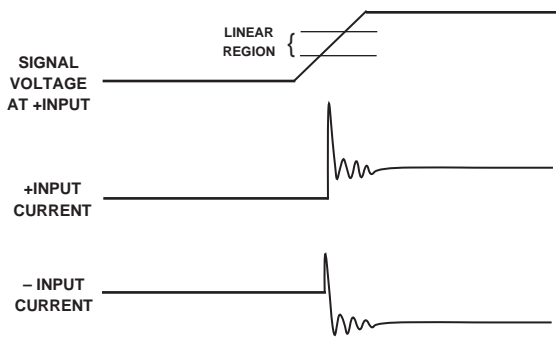 LINEAR
REGION {
SIGNAL
VOLTAGE
AT +INPUT
+INPUT
CURRENT
– INPUT
CURRENT